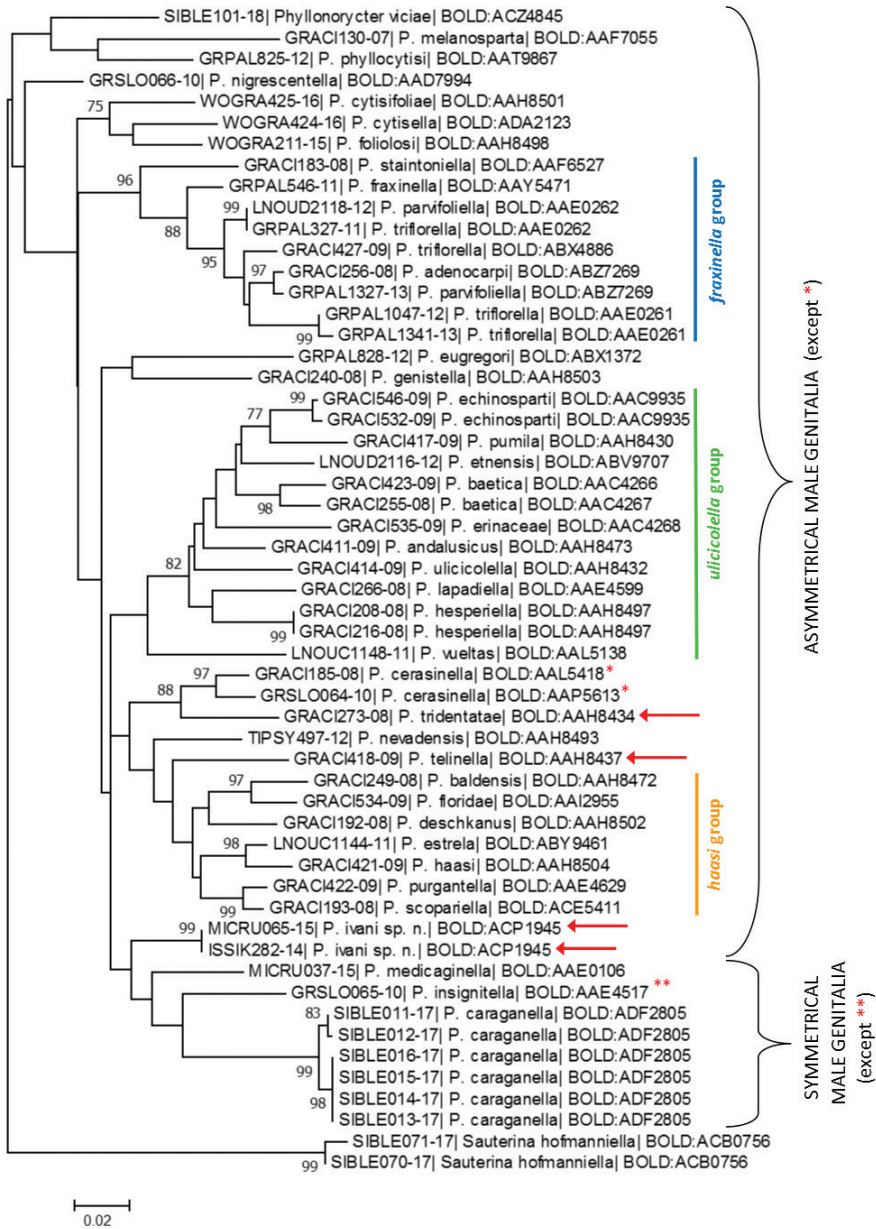 SIBLE101-18| Phyllonorycter viciae| BOLD:ACZ4845
GRACI130-07| P. melanosparta| BOLD:AAF7055
GRPAL825-12| P. phyllocytisi| BOLD:AAT9867
GRSLO066-10| P. nigrescentella| BOLD:AAD7994
75
WOGRA425-16| P. cytisifoliae| BOLD:AAH8501
WOGRA424-16| P. cytisella| BOLD:ADA2123
WOGRA211-15| P. foliolosi| BOLD:AAH8498
GRACI183-08| P. staintoniella| BOLD:AAF6527
96
GRPAL546-11| P. fraxinella| BOLD:AAY5471
99
LNOUD2118-12| P. parvifoliella| BOLD:AAE0262
88
GRPAL327-11| P. triflorella| BOLD:AAE0262
GRACI427-09| P. triflorella| BOLD:ABX4886
95
97
GRACI256-08| P. adenocarpi| BOLD:ABZ7269
GRPAL1327-13| P. parvifoliella| BOLD:ABZ7269
GRPAL1047-12| P. triflorella| BOLD:AAE0261
99
GRPAL1341-13| P. triflorella| BOLD:AAE0261
fraxinella group
GRPAL828-12| P. eugregori| BOLD:ABX1372
GRACI240-08| P. genistella| BOLD:AAH8503
99
GRACI546-09| P. echinosparti| BOLD:AAC9935
77
GRACI532-09| P. echinosparti| BOLD:AAC9935
GRACI417-09| P. pumila| BOLD:AAH8430
LNOUD2116-12| P. etnensis| BOLD:ABV9707
GRACI423-09| P. baetica| BOLD:AAC4266
98
GRACI255-08| P. baetica| BOLD:AAC4267
GRACI535-09| P. erinaceae| BOLD:AAC4268
GRACI411-09| P. andalusicus| BOLD:AAH8473
82
GRACI414-09| P. ulicicolella| BOLD:AAH8432
GRACI266-08| P. lapadiella| BOLD:AAE4599
GRACI208-08| P. hesperiella| BOLD:AAH8497
99
GRACI216-08| P. hesperiella| BOLD:AAH8497
LNOUC1148-11| P. vueltas| BOLD:AAL5138
ulicicolella group
97
GRACI185-08| P. cerasinella| BOLD:AAL5418*
88
GRSLO064-10| P. cerasinella| BOLD:AAP5613*
GRACI273-08| P. tridentatae| BOLD:AAH8434
TIPSY497-12| P. nevadensis| BOLD:AAH8493
GRACI418-09| P. telinella| BOLD:AAH8437
97
GRACI249-08| P. baldensis| BOLD:AAH8472
GRACI534-09| P. floridae| BOLD:AAI2955
GRACI192-08| P. deschkanus| BOLD:AAH8502
98
LNOUC1144-11| P. estrela| BOLD:ABY9461
GRACI421-09| P. haasi| BOLD:AAH8504
GRACI422-09| P. purgantella| BOLD:AAE4629
99
GRACI193-08| P. scopariella| BOLD:ACE5411
haasi group
99
MICRU065-15| P. ivani sp. n.| BOLD:ACP1945
ISSIK282-14| P. ivani sp. n.| BOLD:ACP1945
ASYMMETRICAL MALE GENITALIA (except *)
MICRU037-15| P. medicaginella| BOLD:AAE0106
GRSLO065-10| P. insignitella| BOLD:AAE4517 **
83
SIBLE011-17| P. caraganella| BOLD:ADF2805
SIBLE012-17| P. caraganella| BOLD:ADF2805
99
SIBLE016-17| P. caraganella| BOLD:ADF2805
SIBLE015-17| P. caraganella| BOLD:ADF2805
98
SIBLE014-17| P. caraganella| BOLD:ADF2805
SIBLE013-17| P. caraganella| BOLD:ADF2805
SYMMETRICAL
MALE GENITALIA
(except **)
SIBLE071-17| Sauterina hofmanniella| BOLD:ACB0756
99
SIBLE070-17| Sauterina hofmanniella| BOLD:ACB0756
0.02